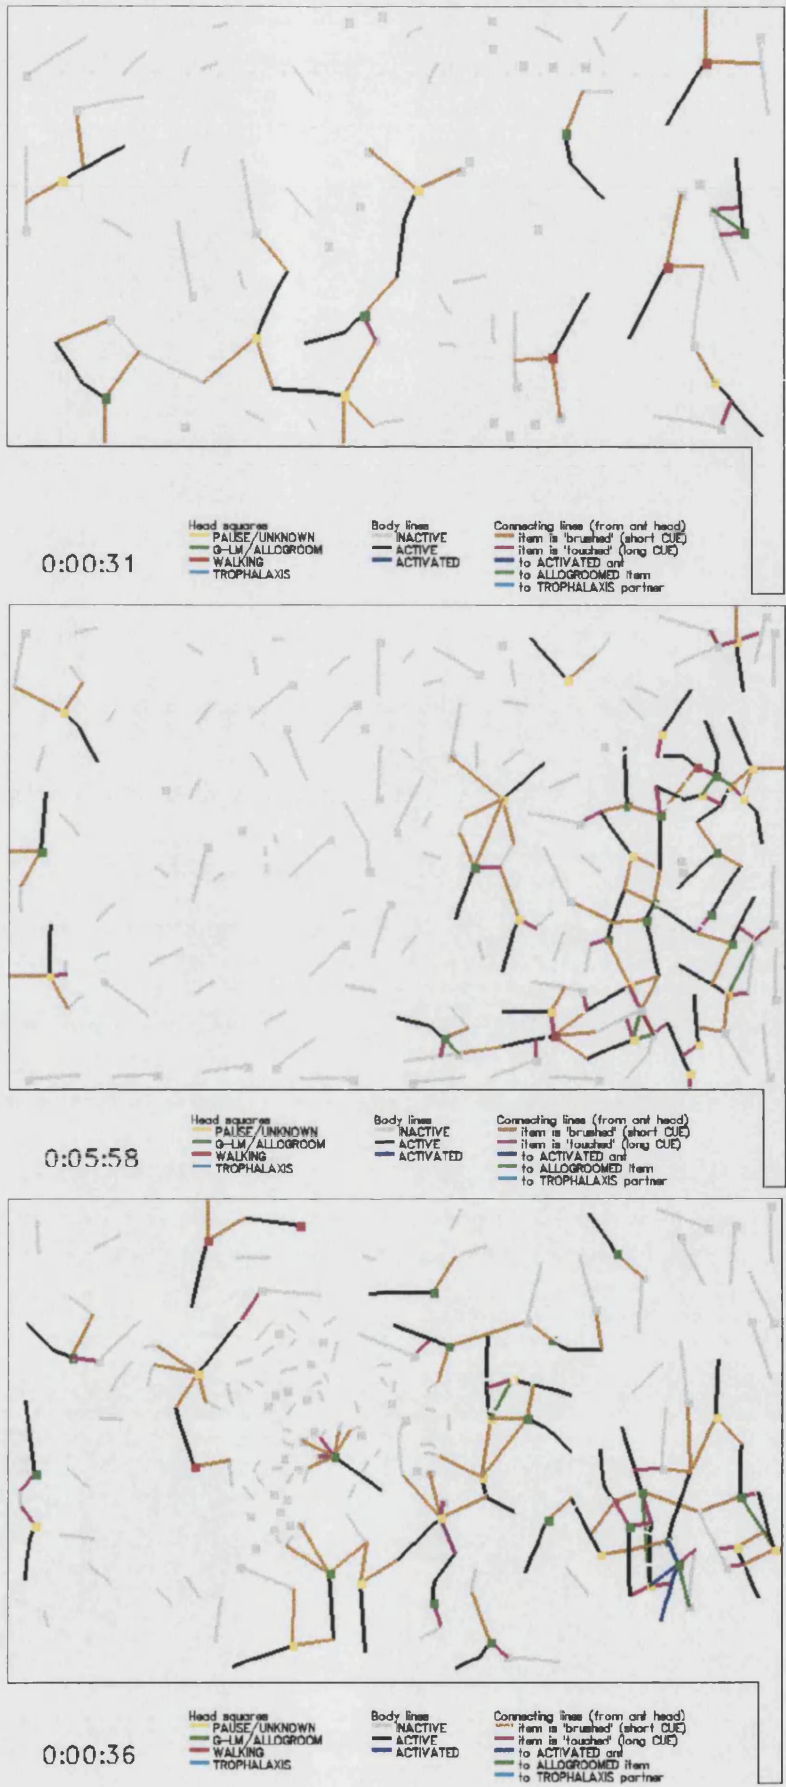 0:00:31
Head squares
PAUSE/UNKNOWN
G-LM/ALLOGROOM
WALKING
TROPHALAXIS
Body lines
INACTIVE
ACTIVE
ACTIVATED
Connecting lines (from ant head)
item is 'brushed' (short CUE)
item is 'touched' (long CUE)
to ACTIVATED ant
to ALLOGROOMED item
to TROPHALAXIS partner
0:05:58
Head squares
PAUSE/UNKNOWN
G-LM/ALLOGROOM
WALKING
TROPHALAXIS
Body lines
INACTIVE
ACTIVE
ACTIVATED
Connecting lines (from ant head)
item is 'brushed' (short CUE)
item is 'touched' (long CUE)
to ACTIVATED ant
to ALLOGROOMED item
to TROPHALAXIS partner
0:00:36
Head squares
PAUSE/UNKNOWN
G-LM/ALLOGROOM
WALKING
TROPHALAXIS
Body lines
INACTIVE
ACTIVE
ACTIVATED
Connecting lines (from ant head)
item is 'brushed' (short CUE)
item is 'touched' (long CUE)
to ACTIVATED ant
to ALLOGROOMED item
to TROPHALAXIS partner